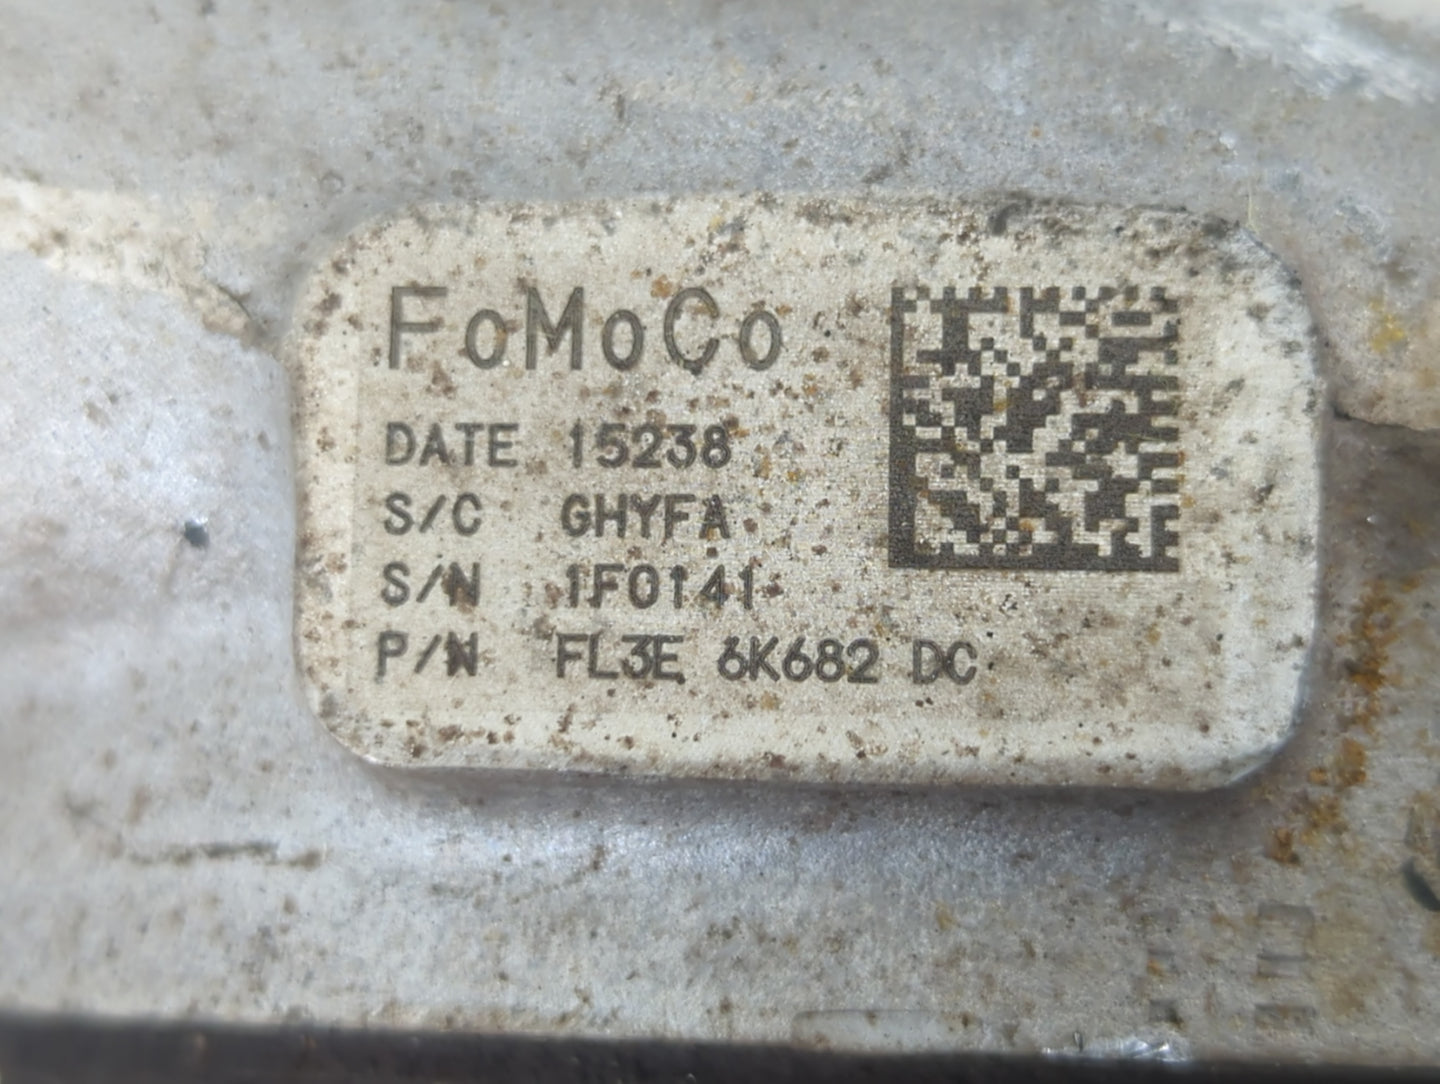 FoMoCo
DATE 15238
S/C GHYFA
S/N 1F0141
P/N FL3E 6K682 DC